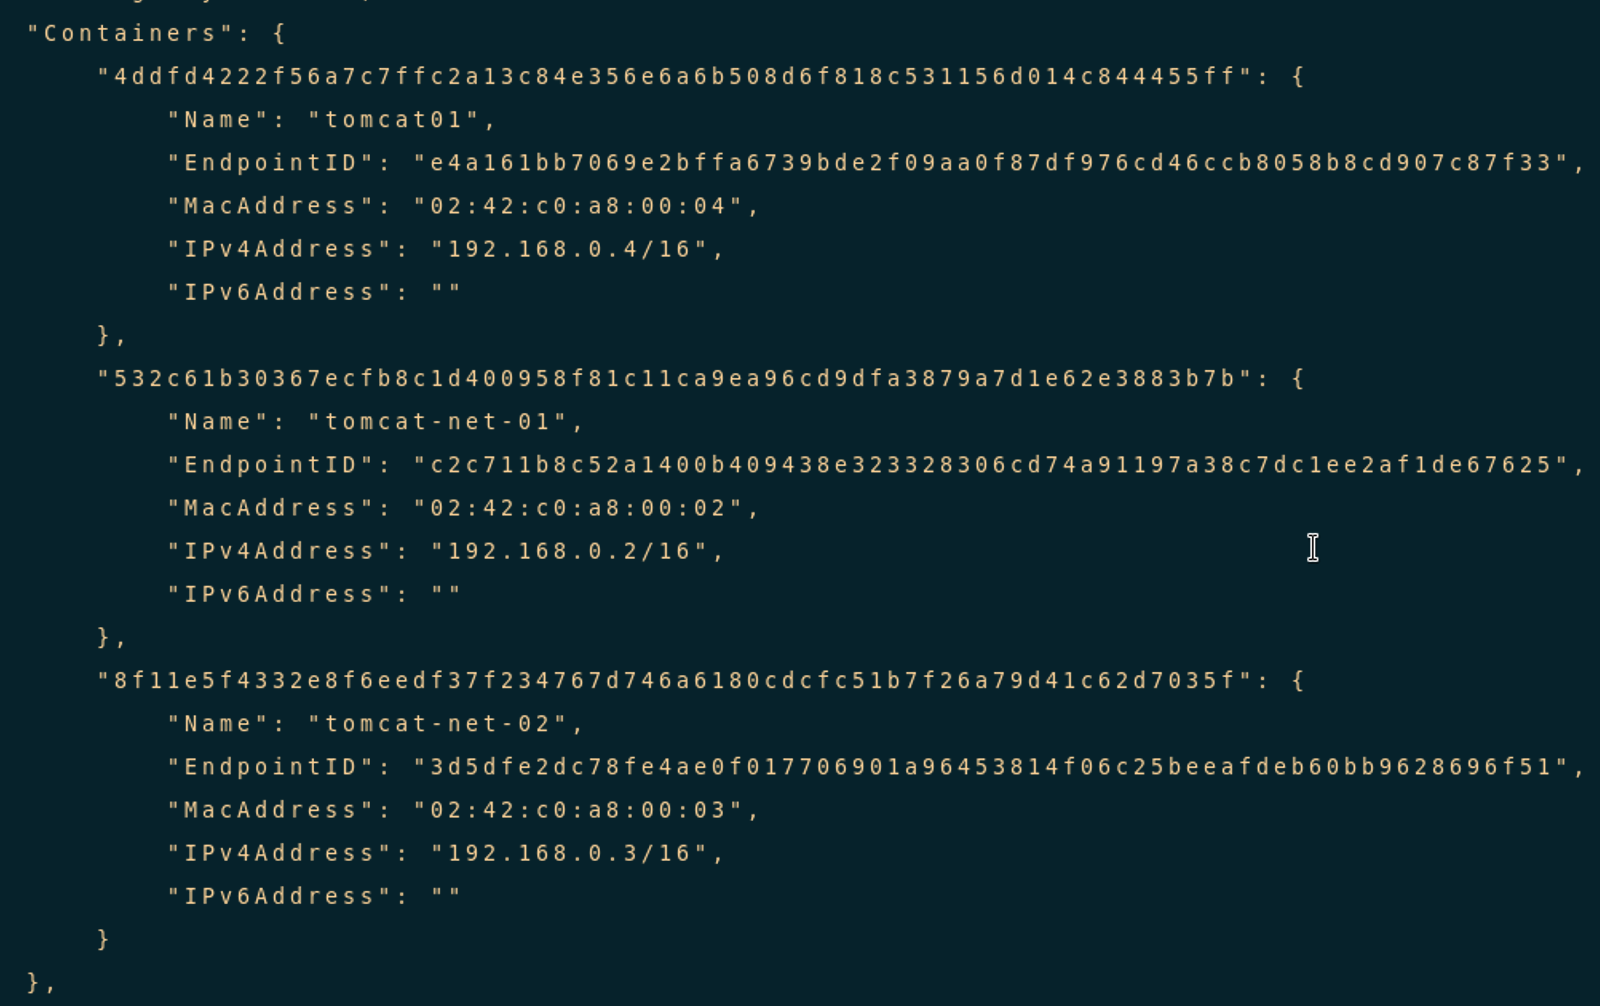 "Containers": {
"4ddfd4222f56a7c7ffc2a13c84e356e6a6b508d6f818c531156d014c844455ff": {
"Name": "tomcat01",
"EndpointID": "e4a161bb7069e2bffa6739bde2f09aa0f87df976cd46ccb8058b8cd907c87f33",
"MacAddress": "02:42:c0:a8:00:04",
"IPv4Address": "192.168.0.4/16",
"IPv6Address": ""
},
"532c61b30367ecfb8c1d400958f81c11ca9ea96cd9dfa3879a7d1e62e3883b7b": {
"Name": "tomcat-net-01",
"EndpointID": "c2c711b8c52a1400b409438e323328306cd74a91197a38c7dc1ee2af1de67625",
"MacAddress": "02:42:c0:a8:00:02",
"IPv4Address": "192.168.0.2/16",
"IPv6Address": ""
},
"8f11e5f4332e8f6eedf37f234767d746a6180cdcfc51b7f26a79d41c62d7035f": {
"Name": "tomcat-net-02",
"EndpointID": "3d5dfe2dc78fe4ae0f017706901a96453814f06c25beeafdeb60bb9628696f51",
"MacAddress": "02:42:c0:a8:00:03",
"IPv4Address": "192.168.0.3/16",
"IPv6Address": ""
}
},